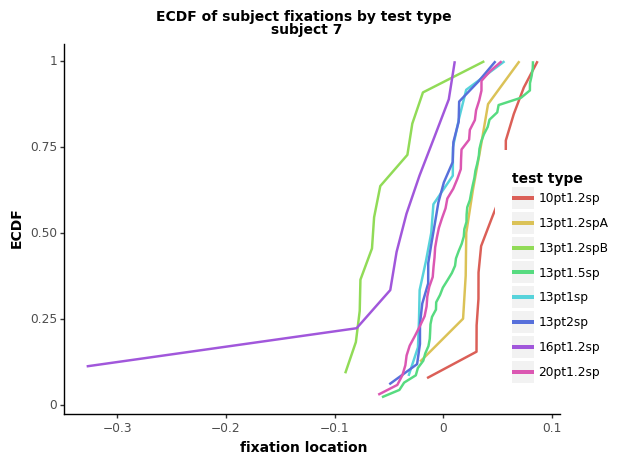 ECDF of subject fixations by test type
subject 7
1
0.75
0.50
0.25
0
ECDF
−0.3
−0.2
−0.1
0
0.1
fixation location
test type
10pt1.2sp
13pt1.2spA
13pt1.2spB
13pt1.5sp
13pt1sp
13pt2sp
16pt1.2sp
20pt1.2sp